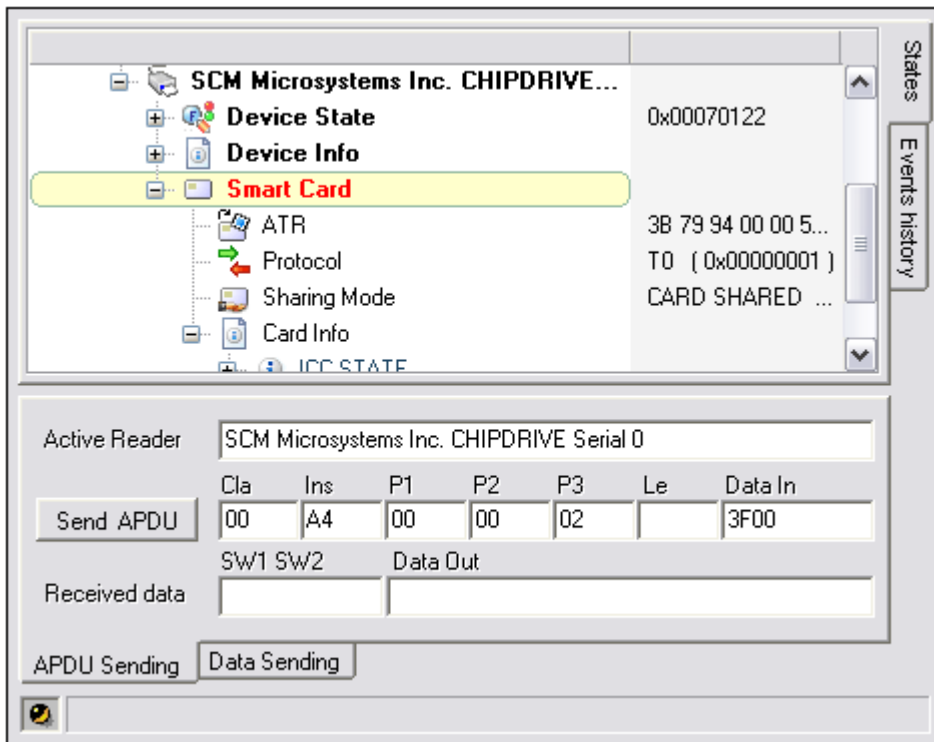 SCM Microsystems Inc. CHIPDRIVE...
Device State 0x00070122
Device Info
Smart Card
ATR 3B 79 94 00 00 5...
Protocol T0 ( 0x00000001 )
Sharing Mode CARD SHARED ...
Card Info
ICC STATE
States
Events history
Active Reader SCM Microsystems Inc. CHIPDRIVE Serial 0
Cla Ins P1 P2 P3 Le Data In
Send APDU 00 A4 00 00 02 3F00
SW1 SW2 Data Out
Received data
APDU Sending Data Sending